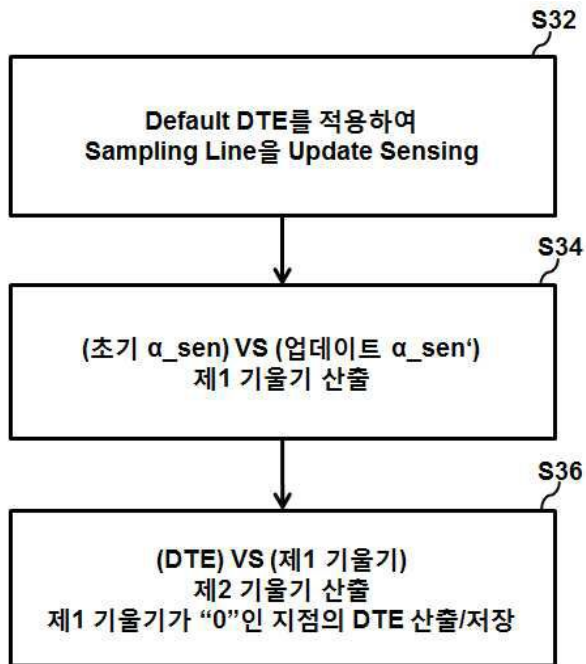 S32
Default DTE를 적용하여
Sampling Line을 Update Sensing
S34
(초기 α_sen) VS (업데이트 α_sen‘)
제1 기울기 산출
S36
(DTE) VS (제1 기울기)
제2 기울기 산출
제1 기울기가 “0”인 지점의 DTE 산출/저장